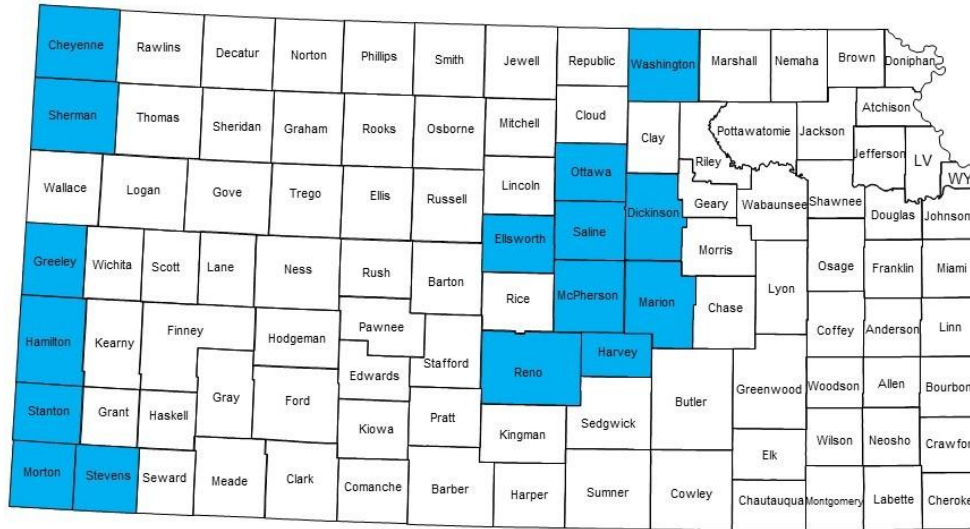 Cheyenne
Rawlins
Decatur
Norton
Phillips
Smith
Jewell
Republic
Washington
Marshall
Nemaha
Brown
Doniphan
Sherman
Thomas
Sheridan
Graham
Rooks
Osborne
Mitchell
Cloud
Clay
Riley
Pottawatomie
Jackson
Atchison
Jefferson
LV
WY
Wallace
Logan
Gove
Trego
Ellis
Russell
Lincoln
Ottawa
Dickinson
Geary
Wabaunsee
Shawnee
Douglas
Johnson
Greeley
Wichita
Scott
Lane
Ness
Rush
Barton
Ellsworth
Saline
Morris
Osage
Franklin
Miami
Rice
McPherson
Marion
Chase
Lyon
Hamilton
Kearny
Finney
Hodgeman
Pawnee
Stafford
Edwards
Reno
Harvey
Coffey
Anderson
Linn
Stanton
Grant
Haskell
Gray
Ford
Kiowa
Pratt
Kingman
Sedgwick
Butler
Greenwood
Woodson
Allen
Bourbon
Elk
Wilson
Neosho
Crawfor
Morton
Stevens
Seward
Meade
Clark
Comanche
Barber
Harper
Sumner
Cowley
Chautauqua
Montgomery
Labette
Cheroke